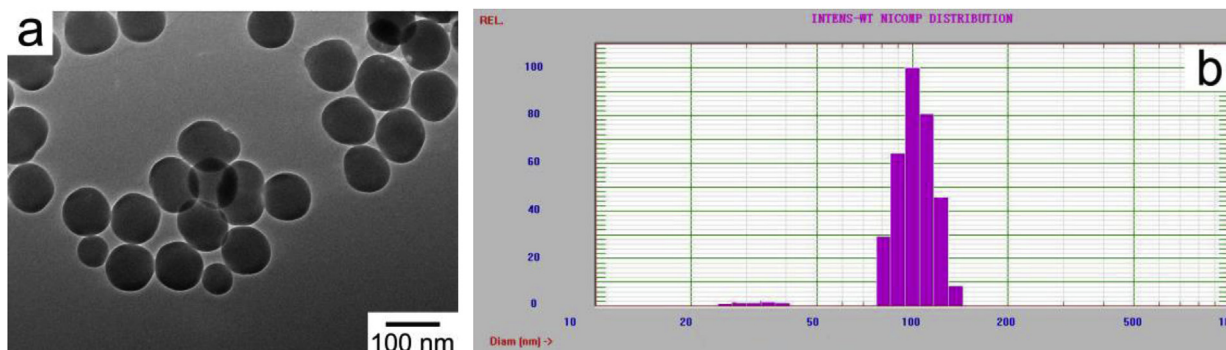 a
100 nm
REL.
INTENS-WT NICOMP DISTRIBUTION
b
100
80
60
40
20
0
10 20 50 100 200 500
Diam (nm) ->